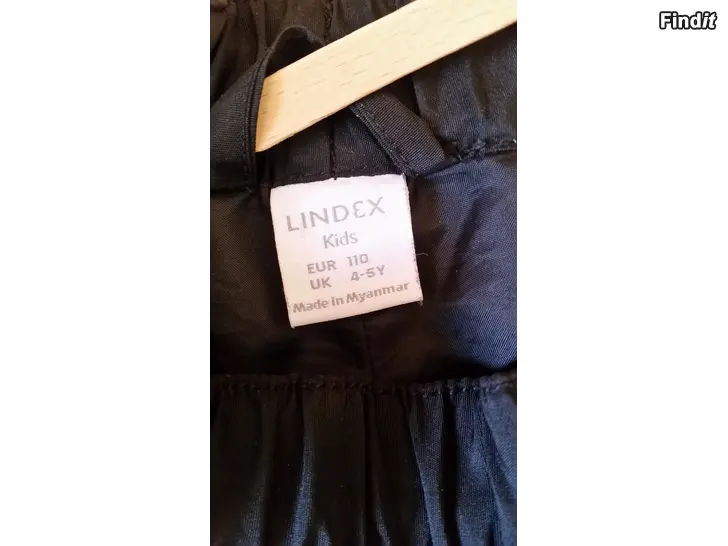 Findit
LINDEX
Kids
EUR 110
UK 4-5Y
Made in Myanmar